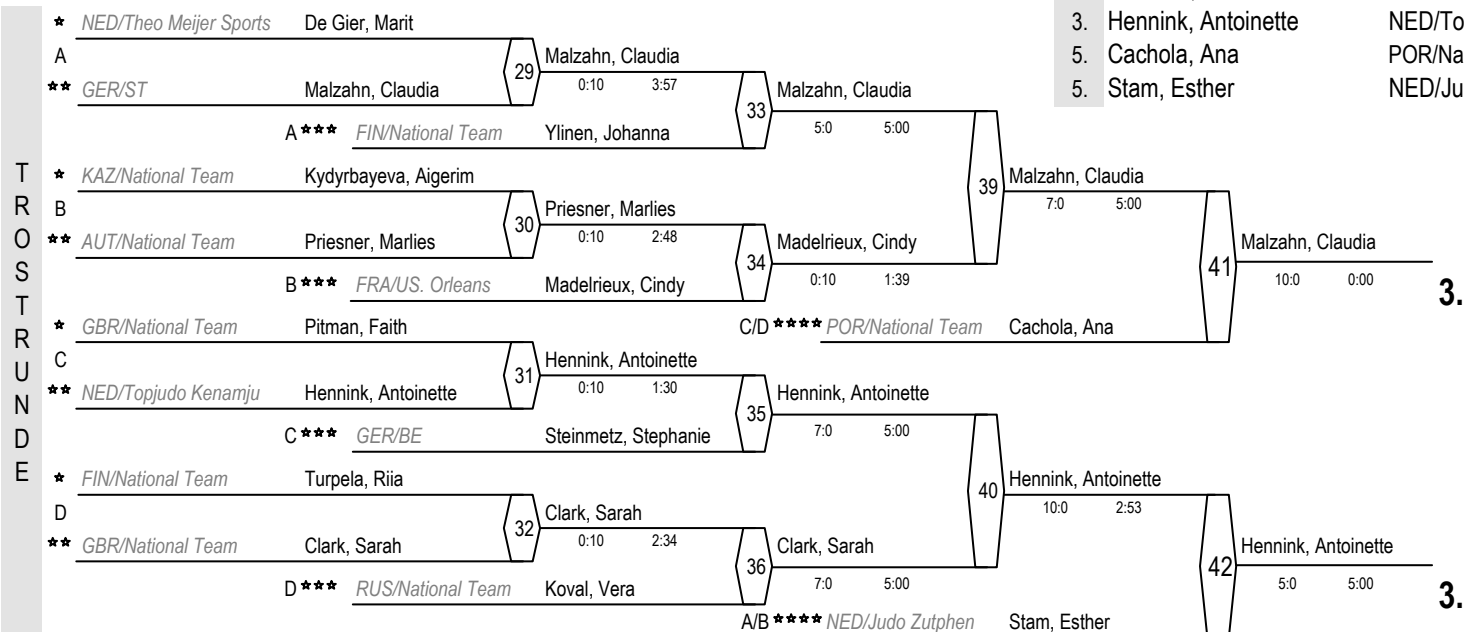 ★ NED/Theo Meijer Sports De Gier, Marit
3. Hennink, Antoinette NED/To
A Malzahn, Claudia
5. Cachola, Ana POR/Na
29
★★ GER/ST Malzahn, Claudia 0:10 3:57 Malzahn, Claudia
5. Stam, Esther NED/Ju
33
A ★★★ FIN/National Team Ylinen, Johanna 5:0 5:00
TROSTRUNDE
★ KAZ/National Team Kydyrbayeva, Aigerim 39 Malzahn, Claudia
7:0 5:00
B Priesner, Marlies
30
★★ AUT/National Team Priesner, Marlies 0:10 2:48 Madelrieux, Cindy Malzahn, Claudia
34 41
B ★★★ FRA/US. Orleans Madelrieux, Cindy 0:10 1:39 10:0 0:00
3.
★ GBR/National Team Pitman, Faith C/D ★★★★ POR/National Team Cachola, Ana
C Hennink, Antoinette
31
★★ NED/Topjudo Kenamju Hennink, Antoinette 0:10 1:30 Hennink, Antoinette
35
C ★★★ GER/BE Steinmetz, Stephanie 7:0 5:00
★ FIN/National Team Turpela, Riia Hennink, Antoinette
40
10:0 2:53
D Clark, Sarah
32
★★ GBR/National Team Clark, Sarah 0:10 2:34 Clark, Sarah Hennink, Antoinette
36 42
D ★★★ RUS/National Team Koval, Vera 7:0 5:00 5:0 5:00
3.
A/B ★★★★ NED/Judo Zutphen Stam, Esther